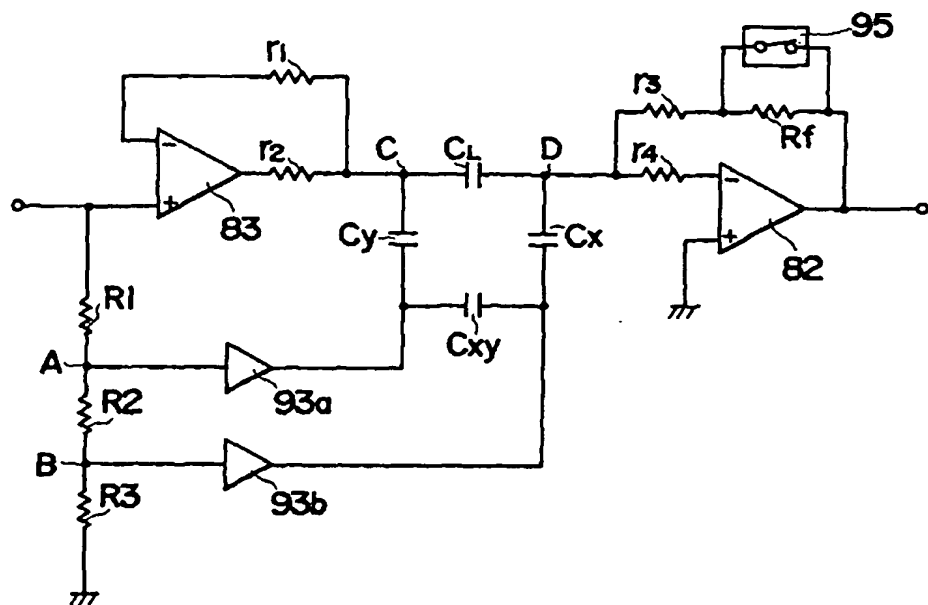 95
r1
r3
Rf
r2
C
CL
D
r4
-
+
83
-
+
82
Cy
Cx
R1
Cxy
A
93a
R2
B
93b
R3